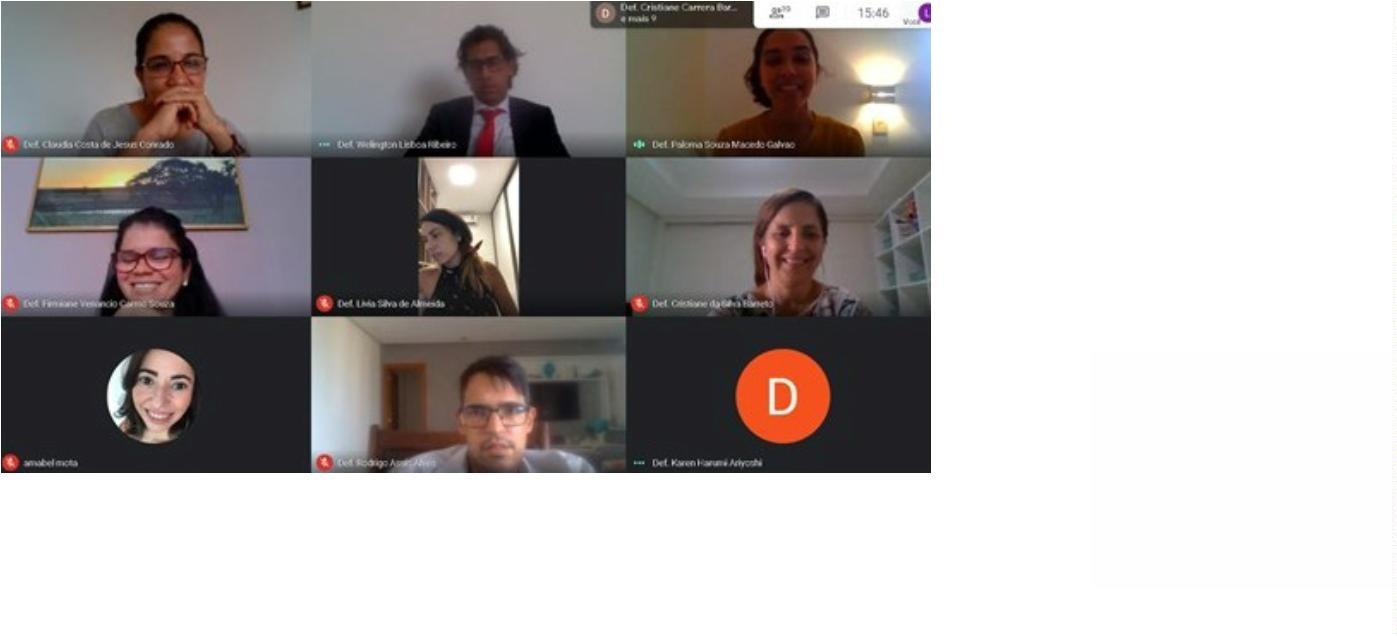 Def. Cristiane Carrera Bar...
e mais 9
15:46
Você
L
D
Def. Claudia Costa de Jesus Conrado
Def. Welington Lisboa Ribeiro
Def. Paloma Souza Macedo Galvao
Def. Firmiane Venancio Carmo Souza
Def. Livia Silva de Almeida
Def. Cristiane da Silva Barreto
amabel mota
Def. Rodrigo Assis Alves
D
Def. Karen Harumi Ariyoshi